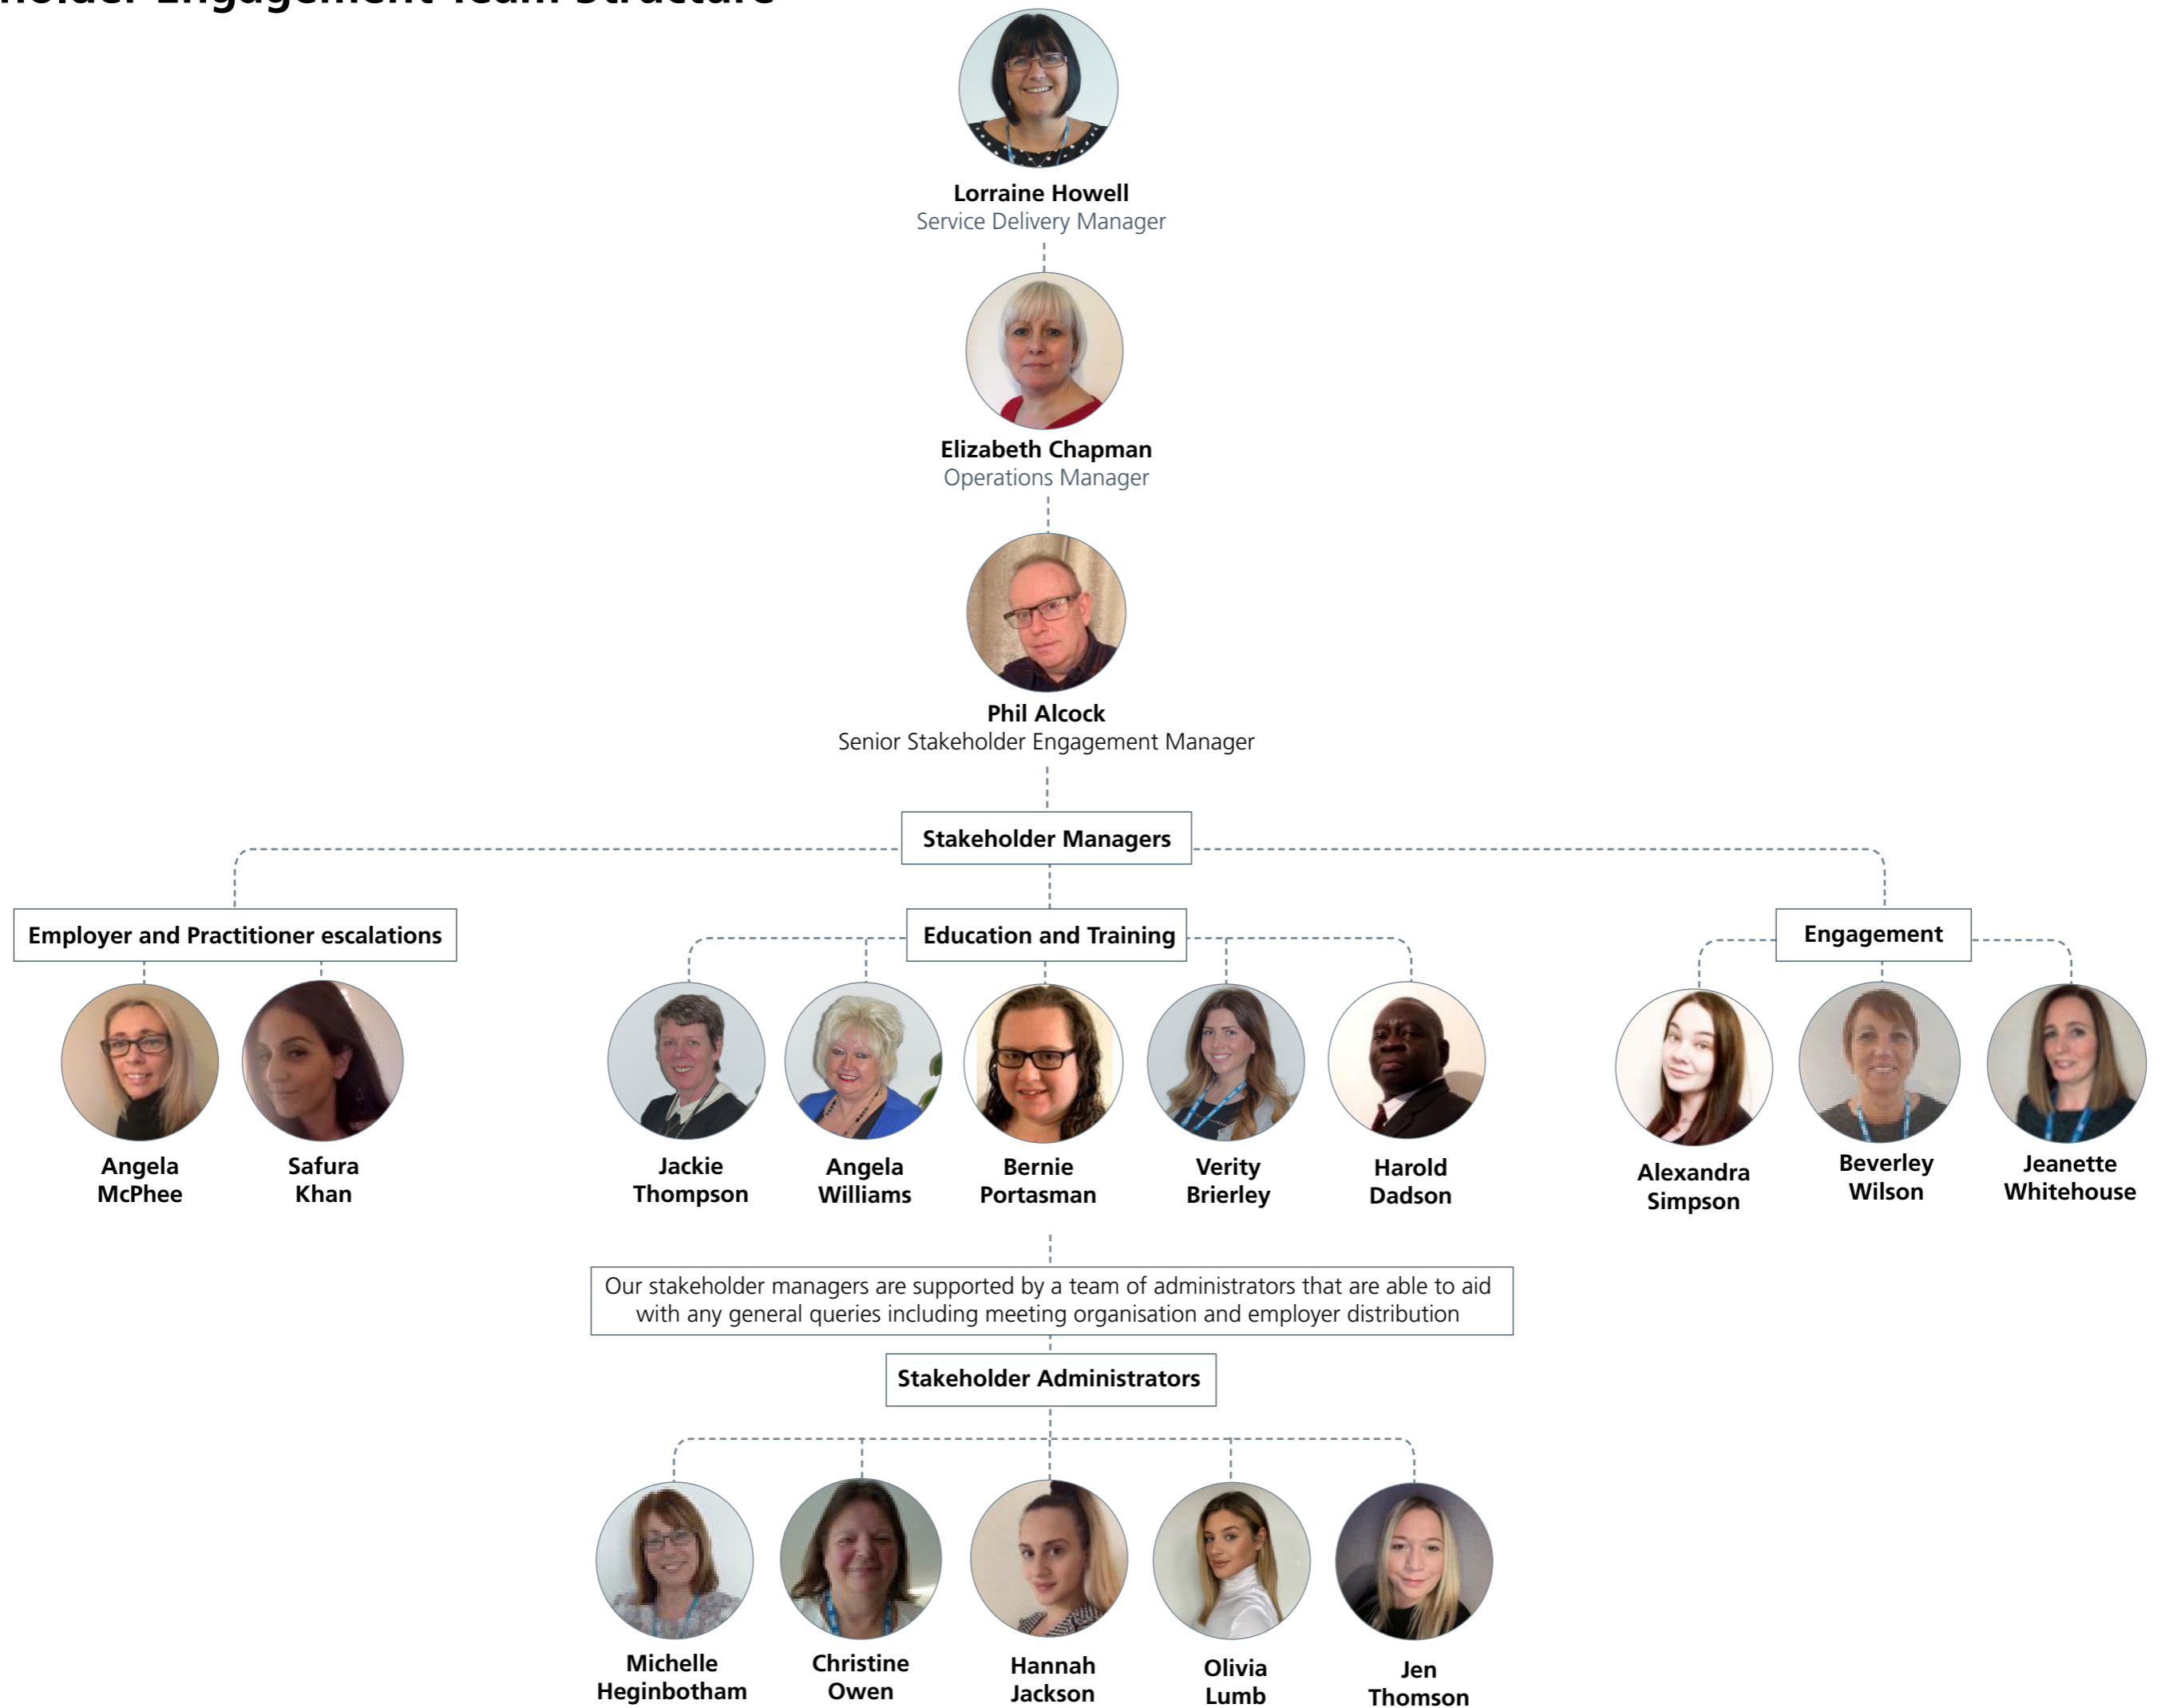 Engagement Team Structure
Lorraine Howell
Service Delivery Manager
Elizabeth Chapman
Operations Manager
Phil Alcock
Senior Stakeholder Engagement Manager
Stakeholder Managers
Employer and Practitioner escalations
Education and Training
Engagement
Angela
McPhee
Safura
Khan
Jackie
Thompson
Angela
Williams
Bernie
Portasman
Verity
Brierley
Harold
Dadson
Alexandra
Simpson
Beverley
Wilson
Jeanette
Whitehouse
Our stakeholder managers are supported by a team of administrators that are able to aid
with any general queries including meeting organisation and employer distribution
Stakeholder Administrators
Michelle
Heginbotham
Christine
Owen
Hannah
Jackson
Olivia
Lumb
Jen
Thomson